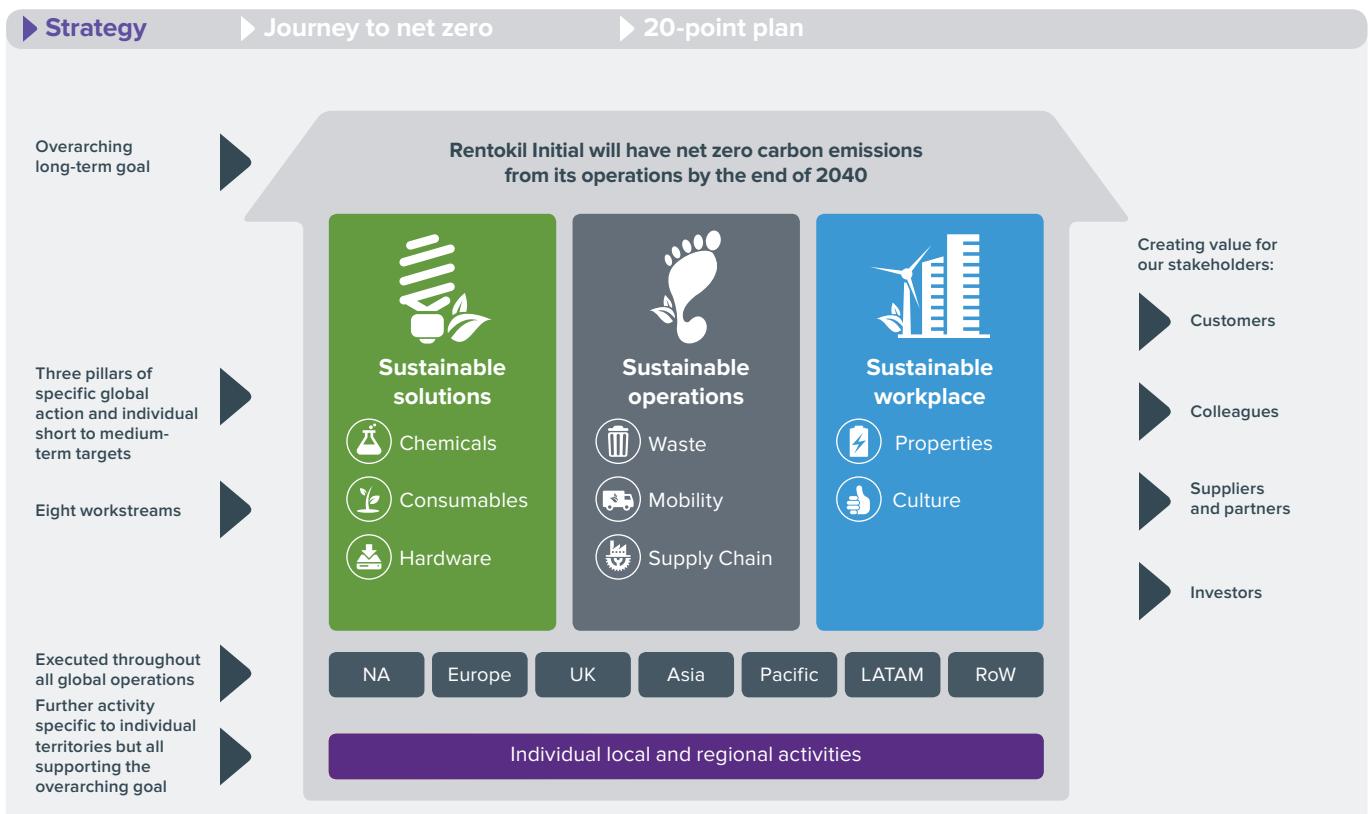 Strategy
Journey to net zero
20-point plan
Overarching
long-term goal
Rentokil Initial will have net zero carbon emissions
from its operations by the end of 2040
Three pillars of
specific global
action and individual
short to medium-
term targets
Eight workstreams
Sustainable
solutions
Chemicals
Consumables
Hardware
Sustainable
operations
Waste
Mobility
Supply Chain
Sustainable
workplace
Properties
Culture
Creating value for
our stakeholders:
Customers
Colleagues
Suppliers
and partners
Investors
Executed throughout
all global operations
NA
Europe
UK
Asia
Pacific
LATAM
RoW
Further activity
specific to individual
territories but all
supporting the
overarching goal
Individual local and regional activities